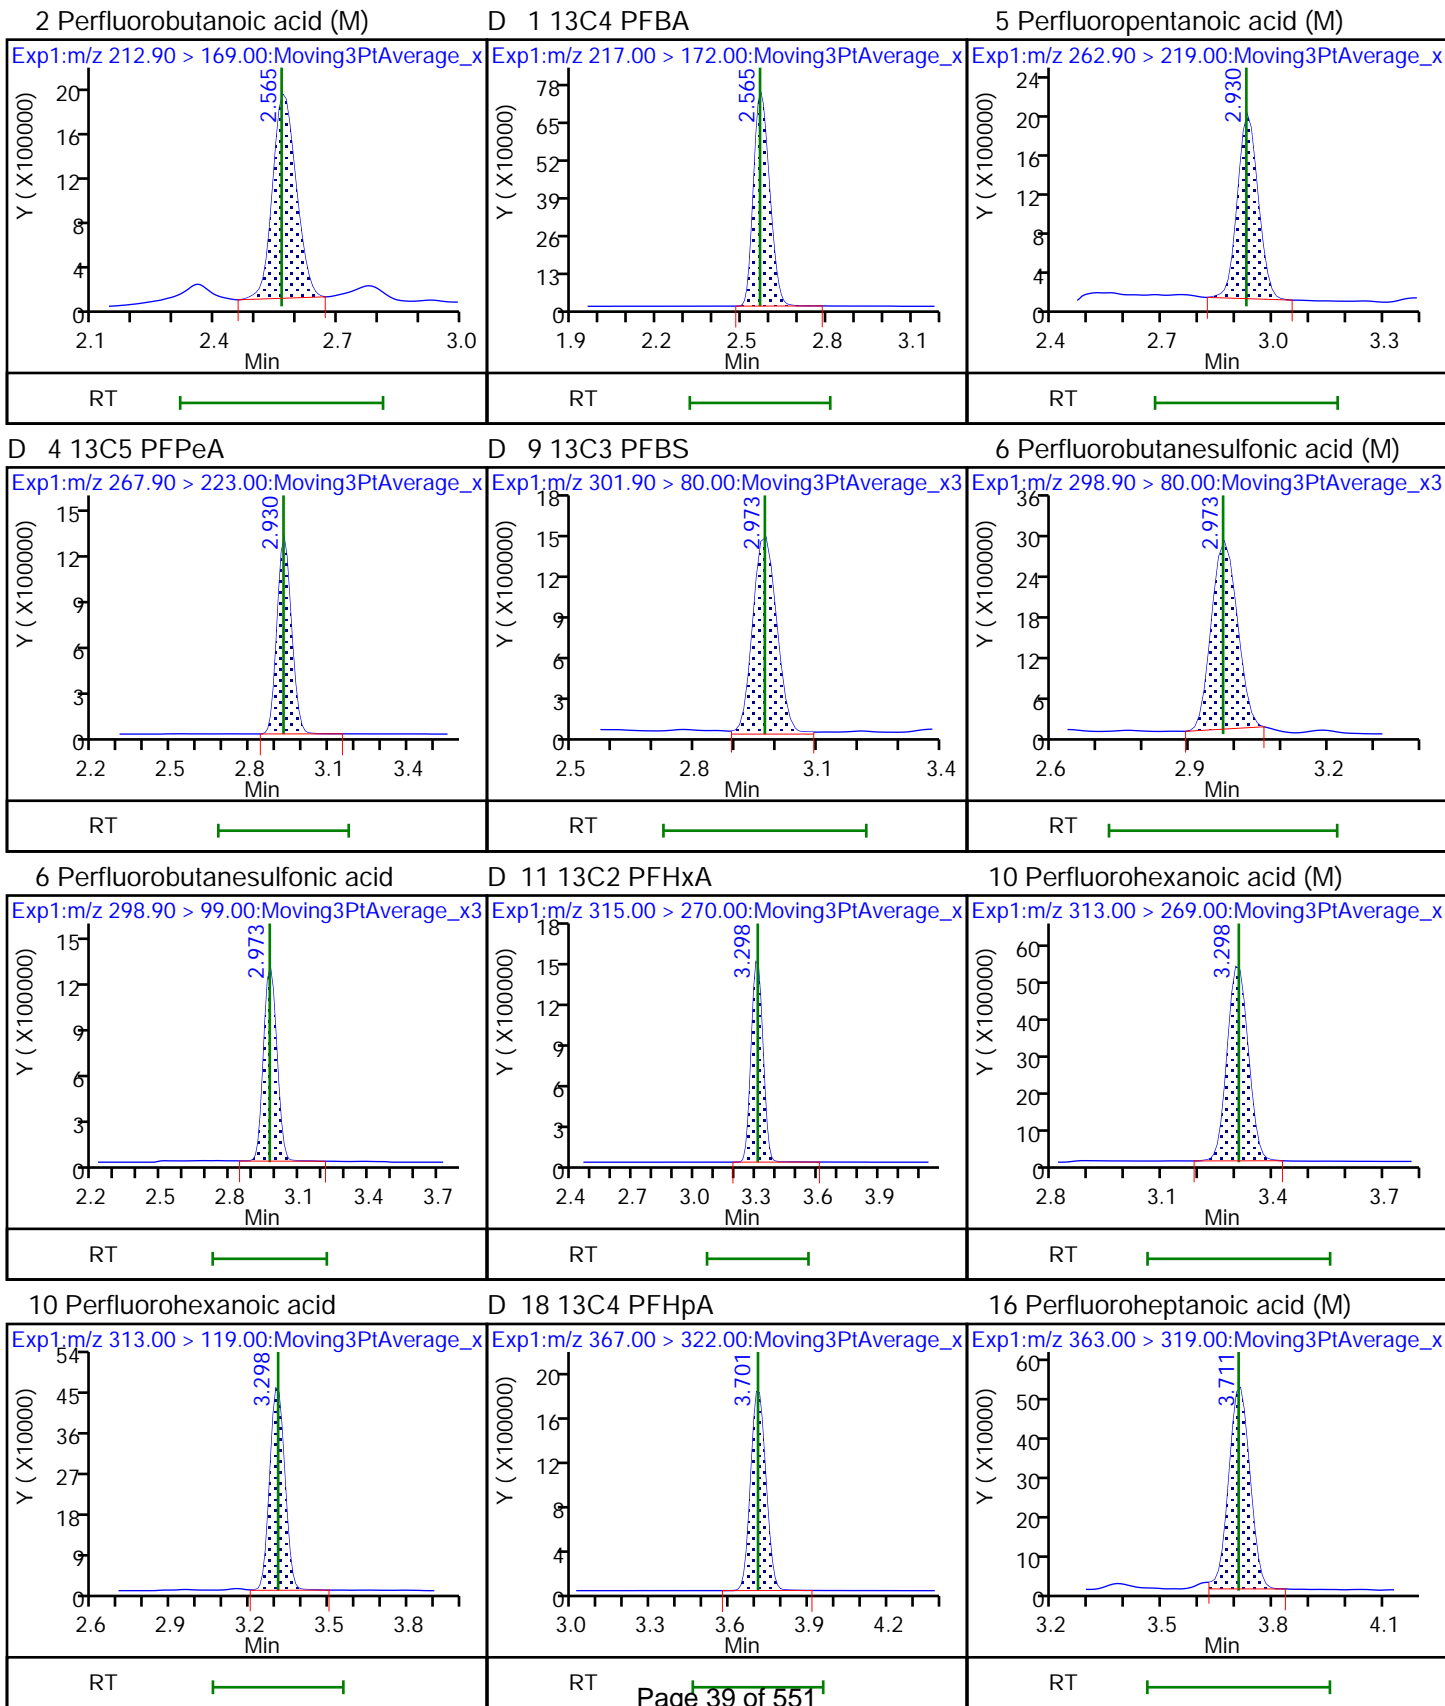 2 Perfluorobutanoic acid (M)
Exp1:m/z 212.90 > 169.00:Moving3PtAverage_x
Y ( X100000)
20
16
12
8
4
0
2.565
2.1 2.4 2.7 3.0
Min
RT
D 1 13C4 PFBA
Exp1:m/z 217.00 > 172.00:Moving3PtAverage_x
Y ( X100000)
78
65
52
39
26
13
0
2.565
1.9 2.2 2.5 2.8 3.1
Min
RT
5 Perfluoropentanoic acid (M)
Exp1:m/z 262.90 > 219.00:Moving3PtAverage_x
Y ( X100000)
24
20
16
12
8
4
0
2.930
2.4 2.7 3.0 3.3
Min
RT
D 4 13C5 PFPeA
Exp1:m/z 267.90 > 223.00:Moving3PtAverage_x
Y ( X100000)
15
12
9
6
3
0
2.930
2.2 2.5 2.8 3.1 3.4
Min
RT
D 9 13C3 PFBS
Exp1:m/z 301.90 > 80.00:Moving3PtAverage_x3
Y ( X100000)
18
15
12
9
6
3
0
2.973
2.5 2.8 3.1 3.4
Min
RT
6 Perfluorobutanesulfonic acid (M)
Exp1:m/z 298.90 > 80.00:Moving3PtAverage_x3
Y ( X100000)
36
30
24
18
12
6
0
2.973
2.6 2.9 3.2
Min
RT
6 Perfluorobutanesulfonic acid
Exp1:m/z 298.90 > 99.00:Moving3PtAverage_x3
Y ( X100000)
15
12
9
6
3
0
2.973
2.2 2.5 2.8 3.1 3.4 3.7
Min
RT
D 11 13C2 PFHxA
Exp1:m/z 315.00 > 270.00:Moving3PtAverage_x
Y ( X100000)
18
15
12
9
6
3
0
3.298
2.4 2.7 3.0 3.3 3.6 3.9
Min
RT
10 Perfluorohexanoic acid (M)
Exp1:m/z 313.00 > 269.00:Moving3PtAverage_x
Y ( X10000)
60
50
40
30
20
10
0
3.298
2.8 3.1 3.4 3.7
Min
RT
10 Perfluorohexanoic acid
Exp1:m/z 313.00 > 119.00:Moving3PtAverage_x
Y ( X10000)
54
45
36
27
18
9
0
3.298
2.6 2.9 3.2 3.5 3.8
Min
RT
D 18 13C4 PFHpA
Exp1:m/z 367.00 > 322.00:Moving3PtAverage_x
Y ( X100000)
20
16
12
8
4
0
3.701
3.0 3.3 3.6 3.9 4.2
Min
RT
16 Perfluoroheptanoic acid (M)
Exp1:m/z 363.00 > 319.00:Moving3PtAverage_x
Y ( X10000)
60
50
40
30
20
10
0
3.711
3.2 3.5 3.8 4.1
Min
RT
Page 39 of 551